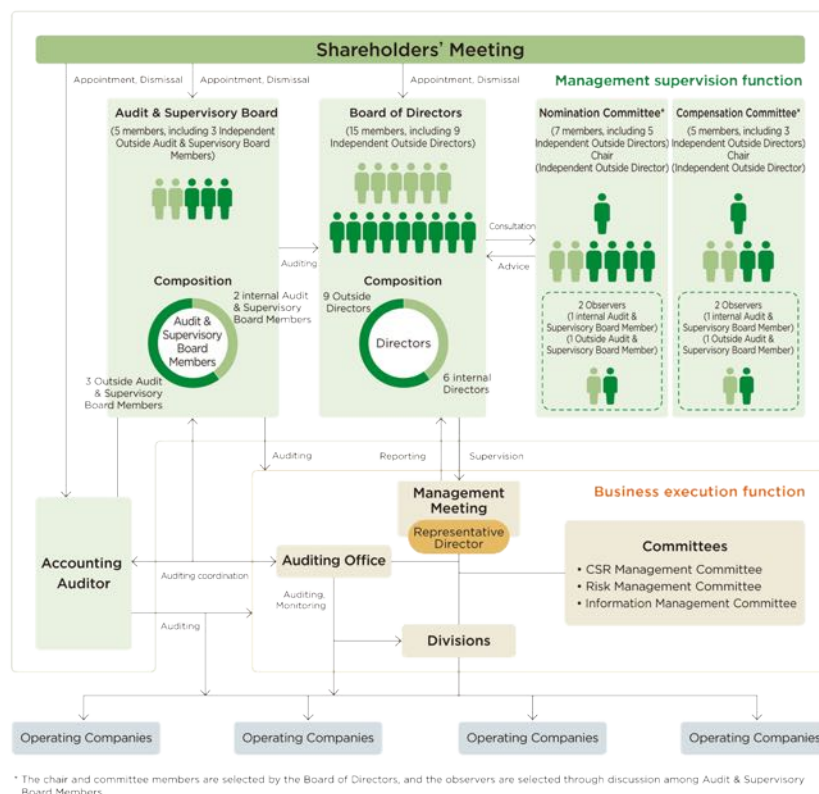 Shareholders' Meeting
Appointment, Dismissal
Appointment, Dismissal
Appointment, Dismissal
Management supervision function
Audit & Supervisory Board
(5 members, including 3 Independent
Outside Audit & Supervisory Board
Members)
Board of Directors
(15 members, including 9
Independent Outside Directors)
Nomination Committee*
(7 members, including 5
Independent Outside Directors)
Chair
(Independent Outside Director)
Compensation Committee*
(5 members, including 3
Independent Outside Directors)
Chair
(Independent Outside Director)
Consultation
Advice
Auditing
Composition
2 internal Audit
& Supervisory
Board Members
Audit &
Supervisory
Board
Members
3 Outside Audit
& Supervisory
Board Members
Composition
9 Outside
Directors
Directors
6 internal
Directors
2 Observers
(1 internal Audit &
Supervisory Board Member)
(1 Outside Audit &
Supervisory Board Member)
2 Observers
(1 internal Audit &
Supervisory Board Member)
(1 Outside Audit &
Supervisory Board Member)
Auditing
Reporting
Supervision
Business execution function
Management
Meeting
Representative
Director
Accounting
Auditor
Auditing coordination
Auditing Office
Committees
• CSR Management Committee
• Risk Management Committee
• Information Management Committee
Auditing,
Monitoring
Auditing
Divisions
Operating Companies
Operating Companies
Operating Companies
Operating Companies
* The chair and committee members are selected by the Board of Directors, and the observers are selected through discussion among Audit & Supervisory
Board Members.